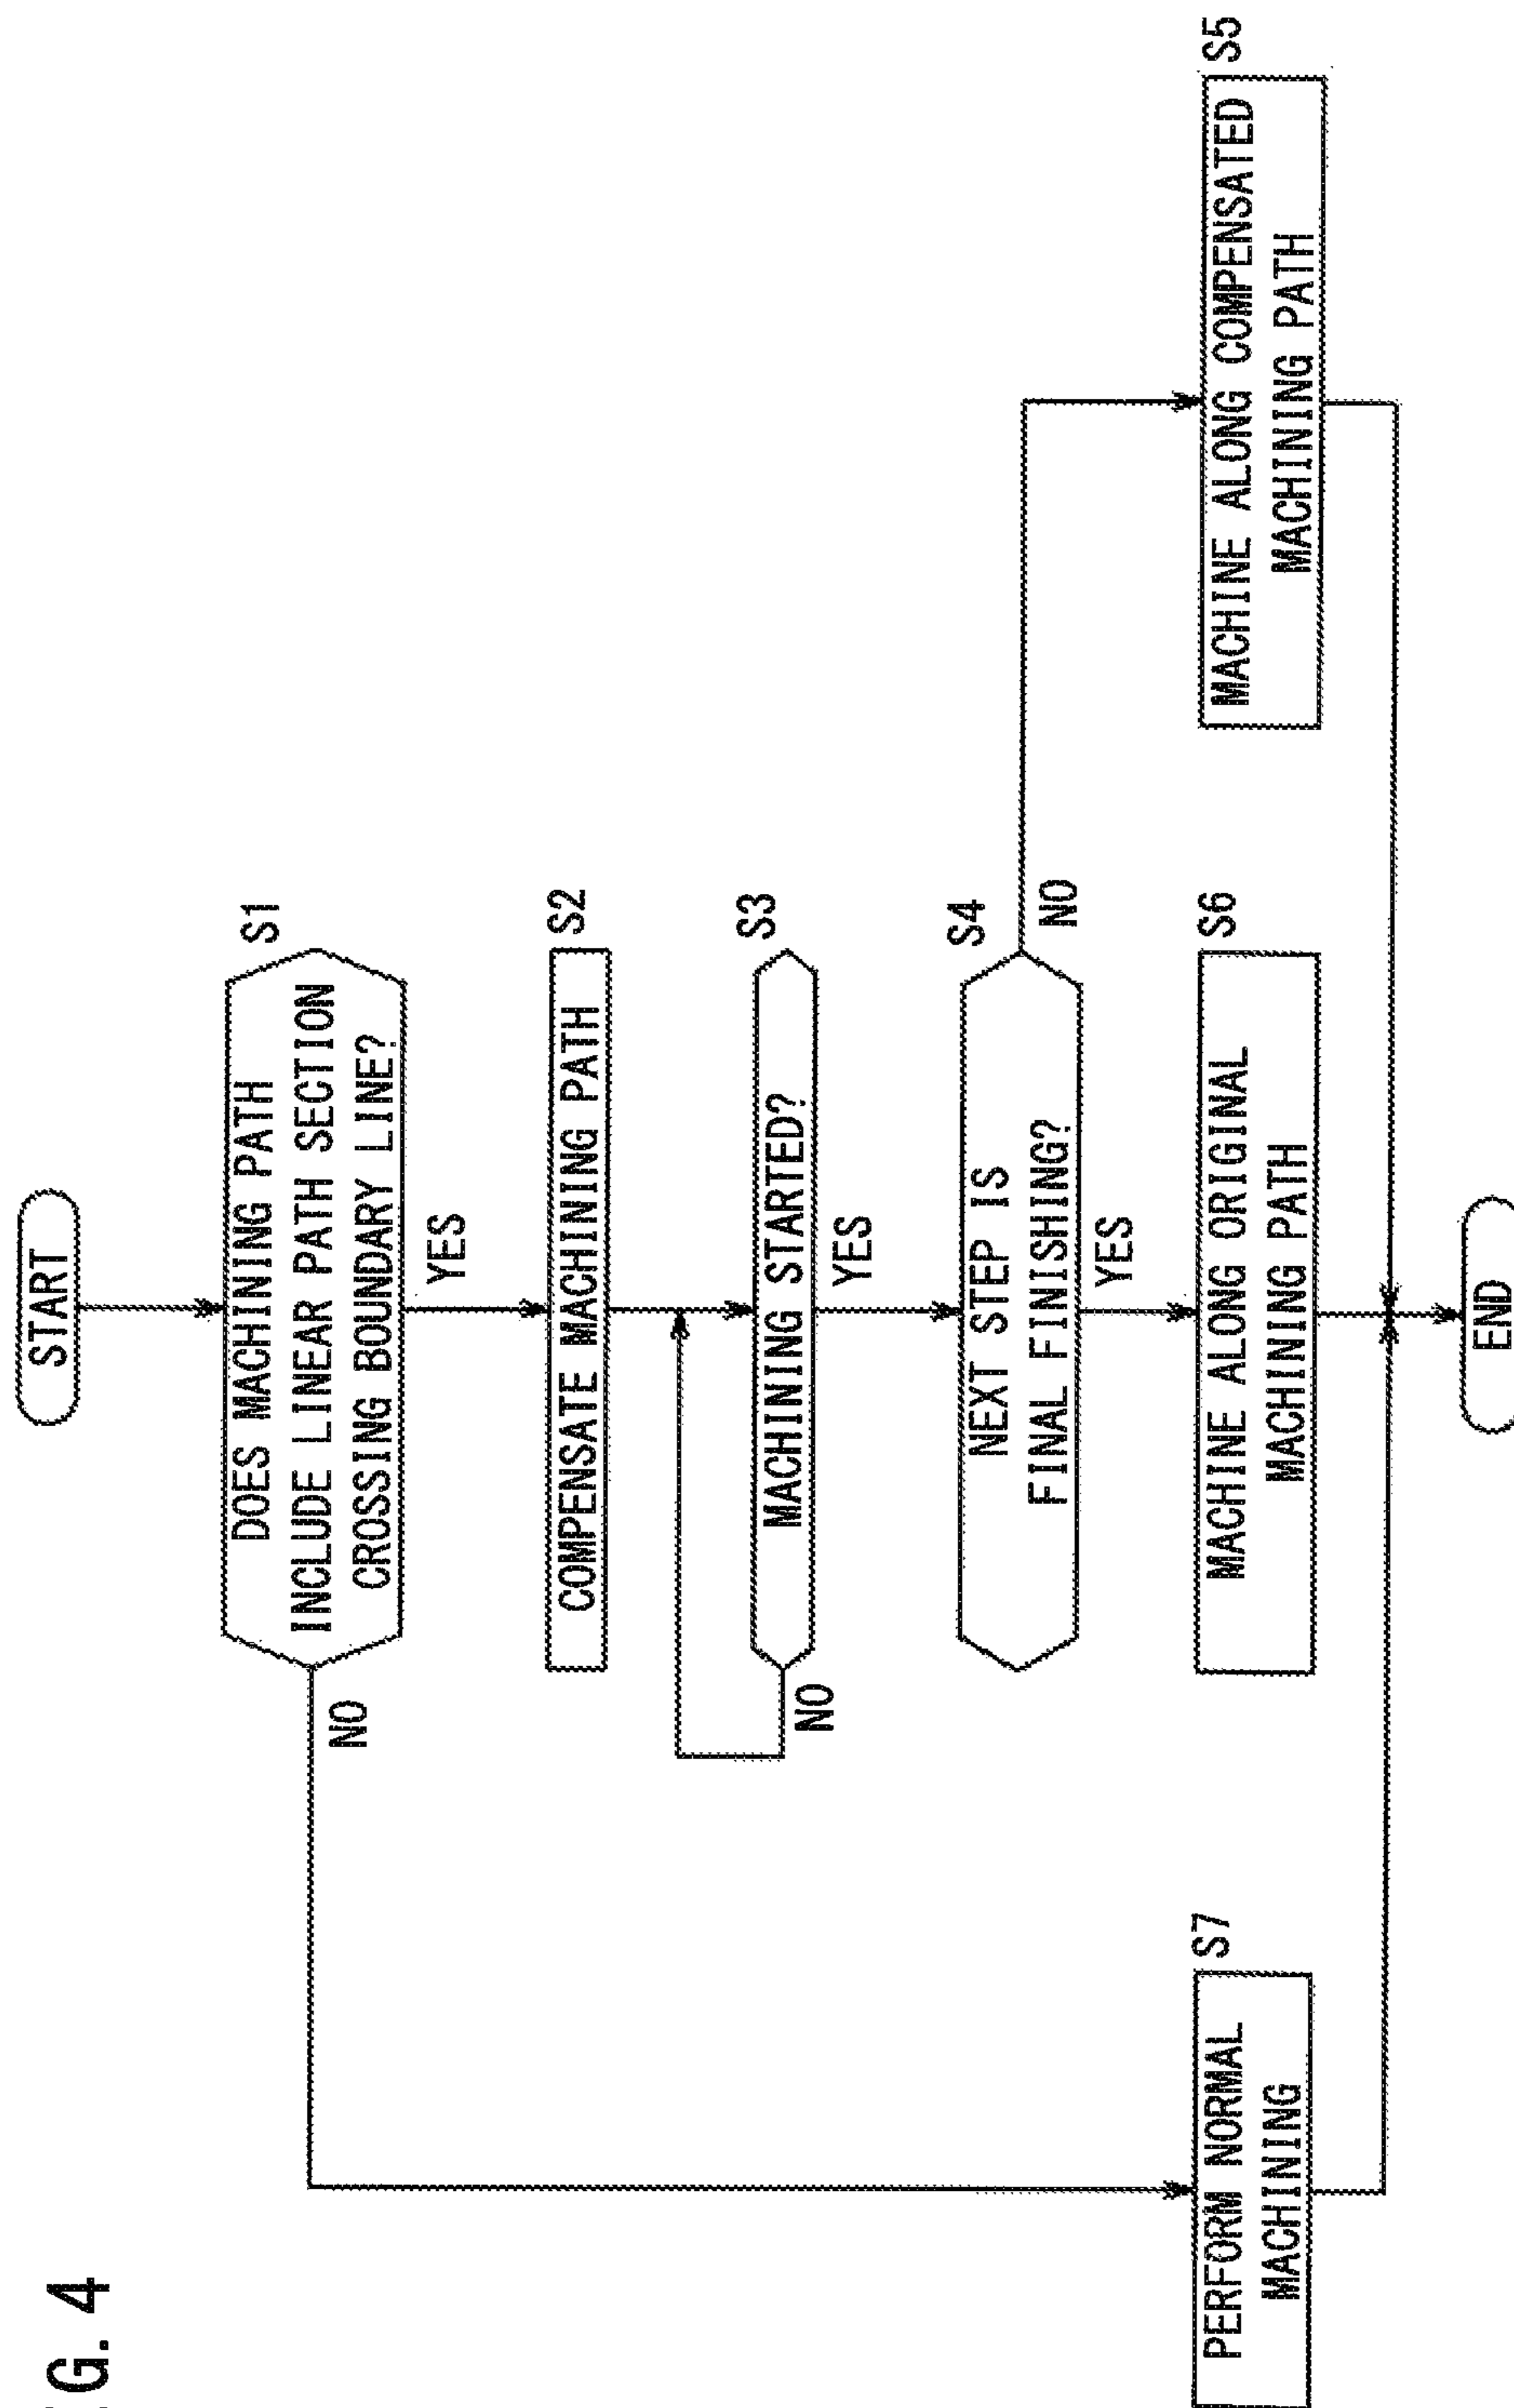 G. 4
START
DOES MACHINING PATH
INCLUDE LINEAR PATH SECTION
CROSSING BOUNDARY LINE?
S1
NO
YES
COMPENSATE MACHINING PATH
S2
MACHINING STARTED?
S3
NO
YES
NEXT STEP IS
FINAL FINISHING?
S4
NO
YES
PERFORM NORMAL
MACHINING
S7
MACHINE ALONG ORIGINAL
MACHINING PATH
S6
MACHINE ALONG COMPENSATED
MACHINING PATH
S5
END